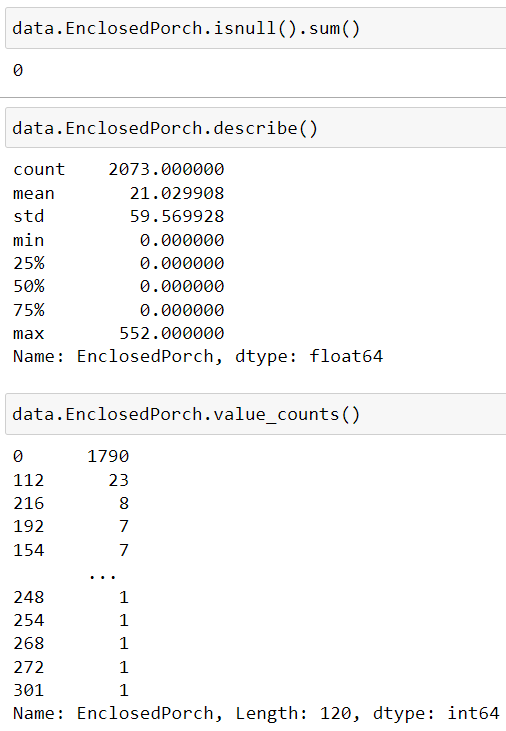 data.EnclosedPorch.isnull().sum()
0
data.EnclosedPorch.describe()
count    2073.000000
mean       21.029908
std        59.569928
min         0.000000
25%         0.000000
50%         0.000000
75%         0.000000
max       552.000000
Name: EnclosedPorch, dtype: float64
data.EnclosedPorch.value_counts()
0      1790
112      23
216       8
192       7
154       7
       ...
248       1
254       1
268       1
272       1
301       1
Name: EnclosedPorch, Length: 120, dtype: int64